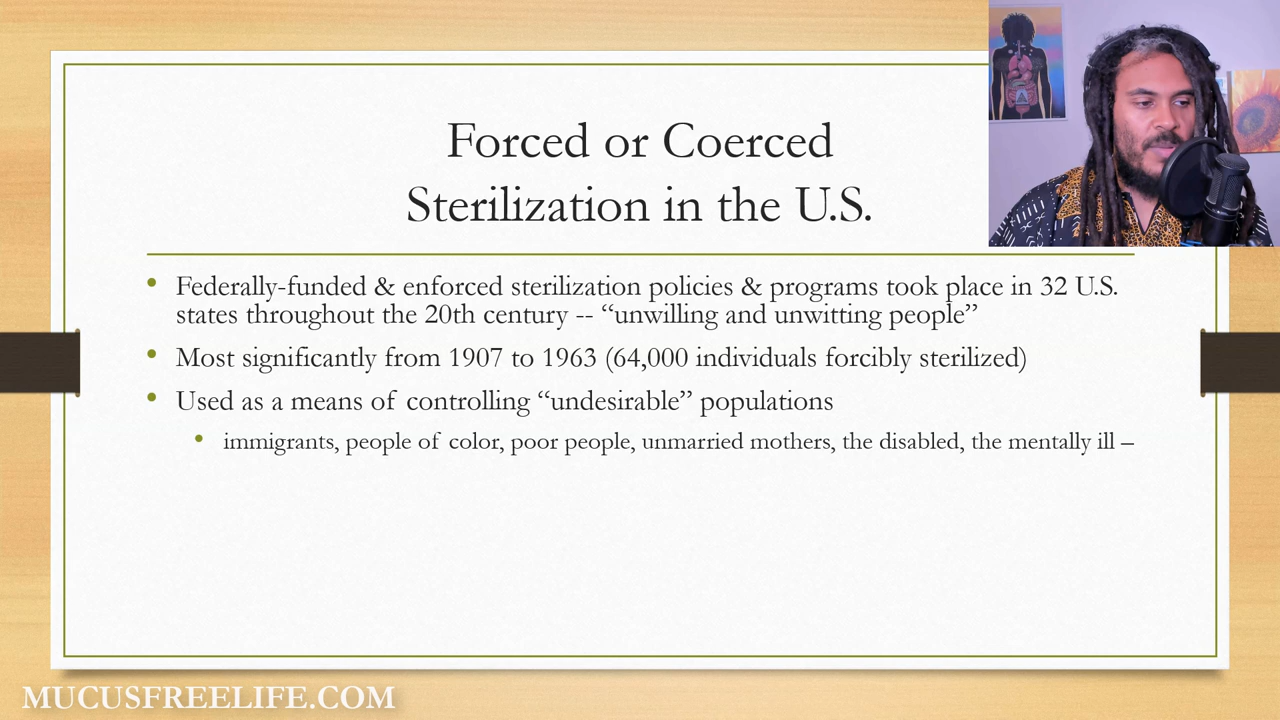 Forced or Coerced
Sterilization in the U.S.
• Federally-funded & enforced sterilization policies & programs took place in 32 U.S.
states throughout the 20th century -- “unwilling and unwitting people”
• Most significantly from 1907 to 1963 (64,000 individuals forcibly sterilized)
• Used as a means of controlling “undesirable” populations
• immigrants, people of color, poor people, unmarried mothers, the disabled, the mentally ill –
MUCUSFREELIFE.COM